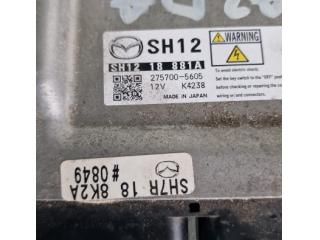 SH12
SH12 18 881A
275700-5605
12V K4238
MADE IN JAPAN
WARNING
To avoid electric shock.
Set the key switch to the "OFF" position
before checking or repairing the
wiring or and connectors.
SH7R 18 8K2A
# 0849